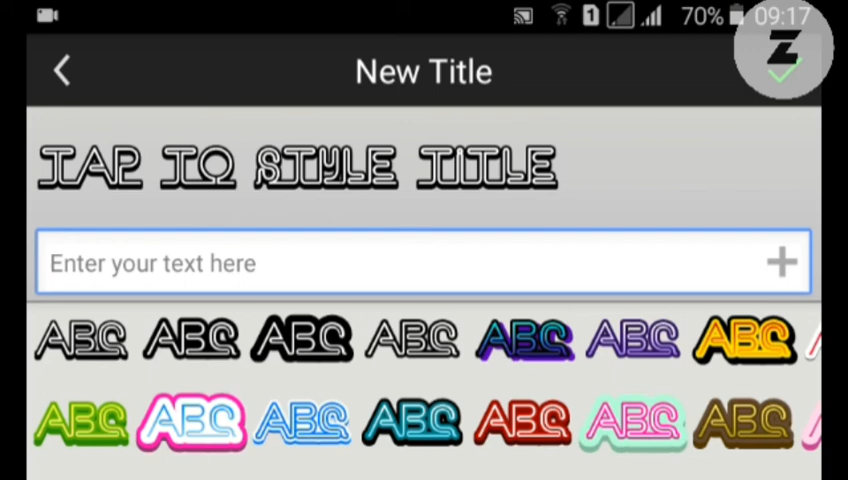 1 70% 09:17
Z
New Title
TAP TO STYLE TITLE
Enter your text here
ABC ABC ABC ABC ABC ABC ABC
ABC ABC ABC ABC ABC ABC ABC